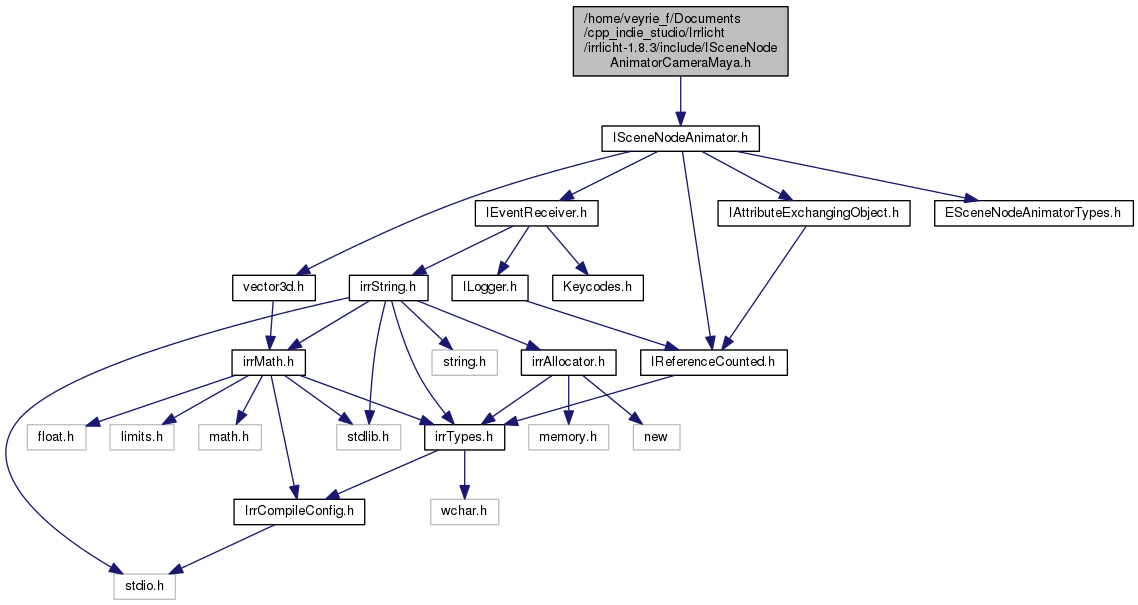 /home/veyrie_f/Documents
/cpp_indie_studio/Irrlicht
/irrlicht-1.8.3/include/ISceneNode
AnimatorCameraMaya.h
ISceneNodeAnimator.h
IEventReceiver.h
IAttributeExchangingObject.h
ESceneNodeAnimatorTypes.h
vector3d.h
irrString.h
ILogger.h
Keycodes.h
irrMath.h
string.h
irrAllocator.h
IReferenceCounted.h
float.h
limits.h
math.h
stdlib.h
irrTypes.h
memory.h
new
IrrCompileConfig.h
wchar.h
stdio.h